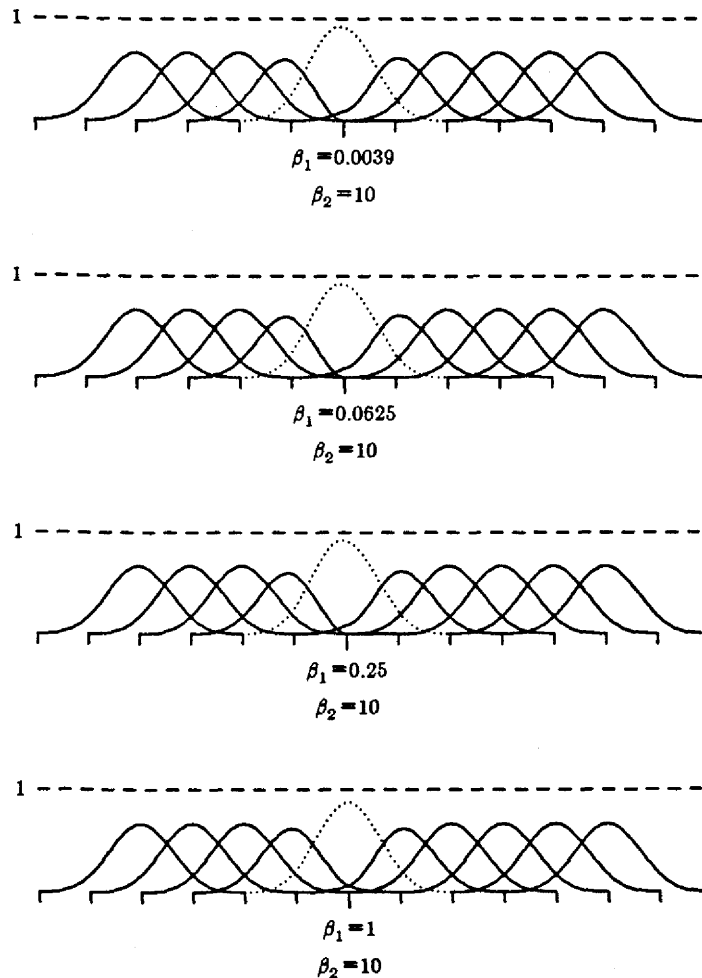 1
β₁ = 0.0039
β₂ = 10
1
β₁ = 0.0625
β₂ = 10
1
β₁ = 0.25
β₂ = 10
1
β₁ = 1
β₂ = 10